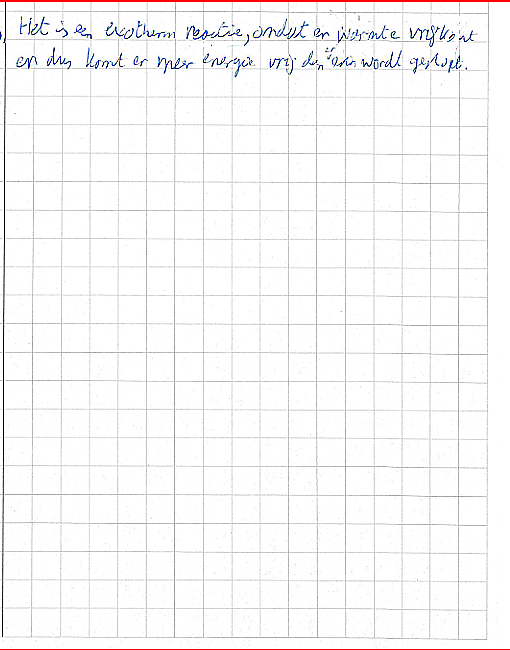 Het is een exotherm reactie, omdat er warmte vrijkomt
en dus komt er meer energie vrij dan er in wordt gestopt.